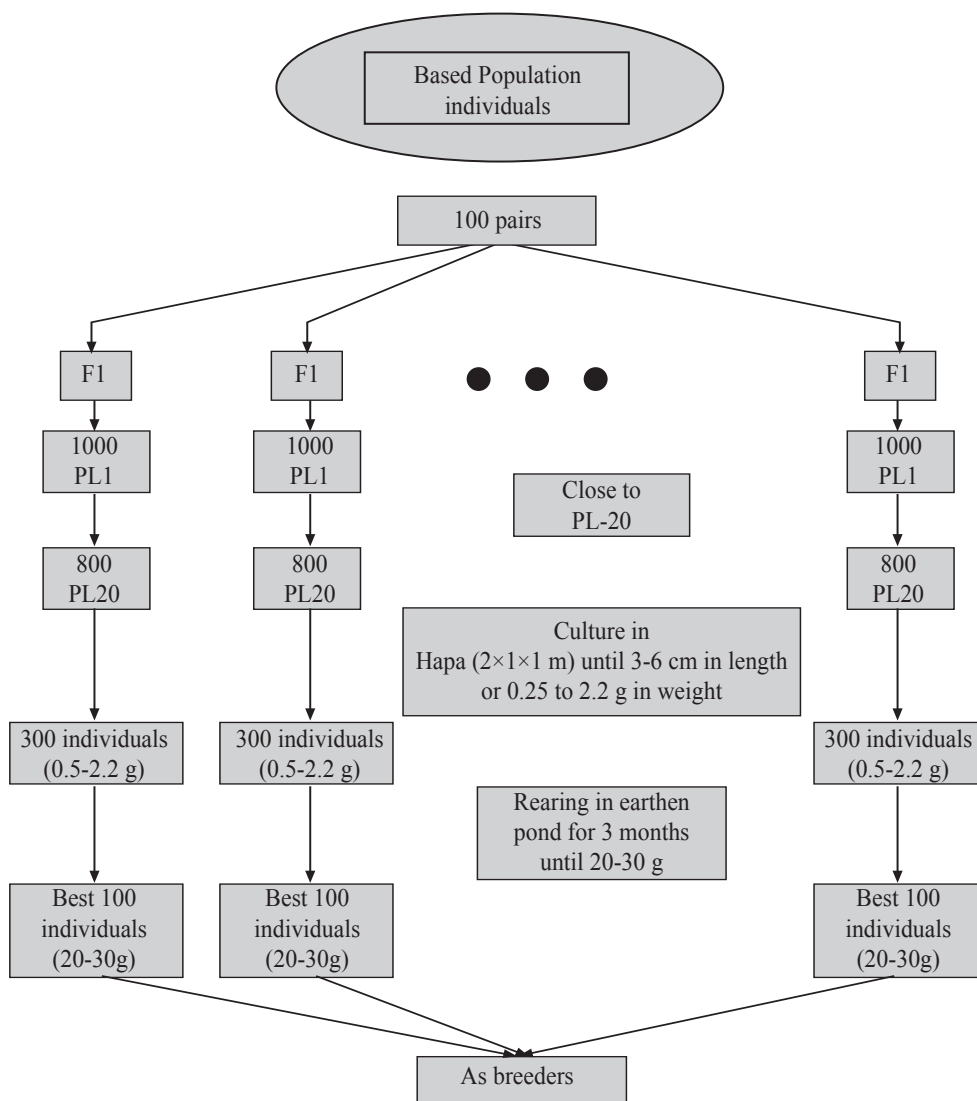 Based Population
individuals
100 pairs
F1
F1
F1
1000
PL1
1000
PL1
1000
PL1
Close to
PL-20
800
PL20
800
PL20
800
PL20
Culture in
Hapa (2×1×1 m) until 3-6 cm in length
or 0.25 to 2.2 g in weight
300 individuals
(0.5-2.2 g)
300 individuals
(0.5-2.2 g)
300 individuals
(0.5-2.2 g)
Rearing in earthen
pond for 3 months
until 20-30 g
Best 100
individuals
(20-30g)
Best 100
individuals
(20-30g)
Best 100
individuals
(20-30g)
As breeders